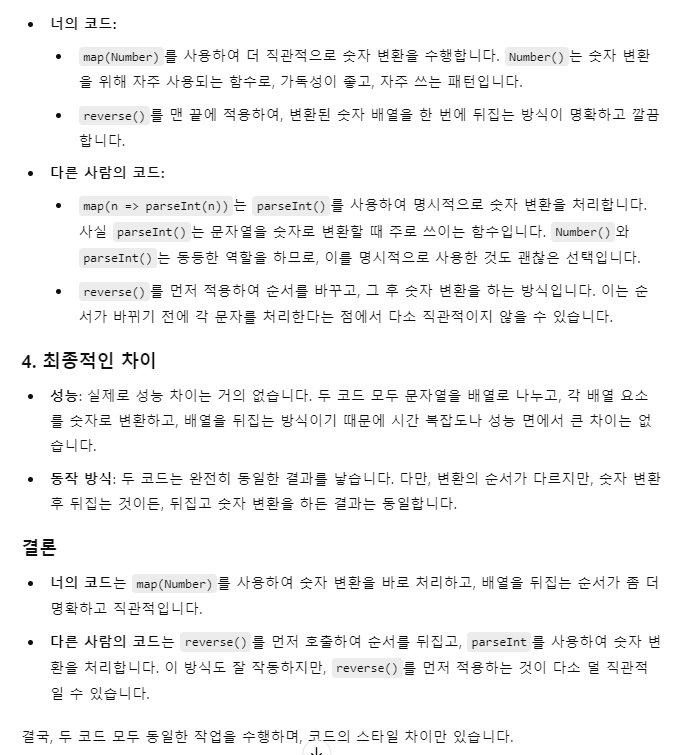 너의 코드:
map(Number) 를 사용하여 더 직관적으로 숫자 변환을 수행합니다. Number() 는 숫자 변환
을 위해 자주 사용되는 함수로, 가독성이 좋고, 자주 쓰는 패턴입니다.
reverse() 를 맨 끝에 적용하여, 변환된 숫자 배열을 한 번에 뒤집는 방식이 명확하고 깔끔
합니다.
다른 사람의 코드:
map(n => parseInt(n)) 는 parseInt() 를 사용하여 명시적으로 숫자 변환을 처리합니다.
사실 parseInt() 는 문자열을 숫자로 변환할 때 주로 쓰이는 함수입니다. Number() 와
parseInt() 는 동등한 역할을 하므로, 이를 명시적으로 사용한 것도 괜찮은 선택입니다.
reverse() 를 먼저 적용하여 순서를 바꾸고, 그 후 숫자 변환을 하는 방식입니다. 이는 순
서가 바뀌기 전에 각 문자를 처리한다는 점에서 다소 직관적이지 않을 수 있습니다.
4. 최종적인 차이
성능: 실제로 성능 차이는 거의 없습니다. 두 코드 모두 문자열을 배열로 나누고, 각 배열 요소
를 숫자로 변환하고, 배열을 뒤집는 방식이기 때문에 시간 복잡도나 성능 면에서 큰 차이는 없
습니다.
동작 방식: 두 코드는 완전히 동일한 결과를 낳습니다. 다만, 변환의 순서가 다르지만, 숫자 변환
후 뒤집는 것이든, 뒤집고 숫자 변환을 하든 결과는 동일합니다.
결론
너의 코드는 map(Number) 를 사용하여 숫자 변환을 바로 처리하고, 배열을 뒤집는 순서가 좀 더
명확하고 직관적입니다.
다른 사람의 코드는 reverse() 를 먼저 호출하여 순서를 뒤집고, parseInt 를 사용하여 숫자 변
환을 처리합니다. 이 방식도 잘 작동하지만, reverse() 를 먼저 적용하는 것이 다소 덜 직관적
일 수 있습니다.
결국, 두 코드 모두 동일한 작업을 수행하며, 코드의 스타일 차이만 있습니다.